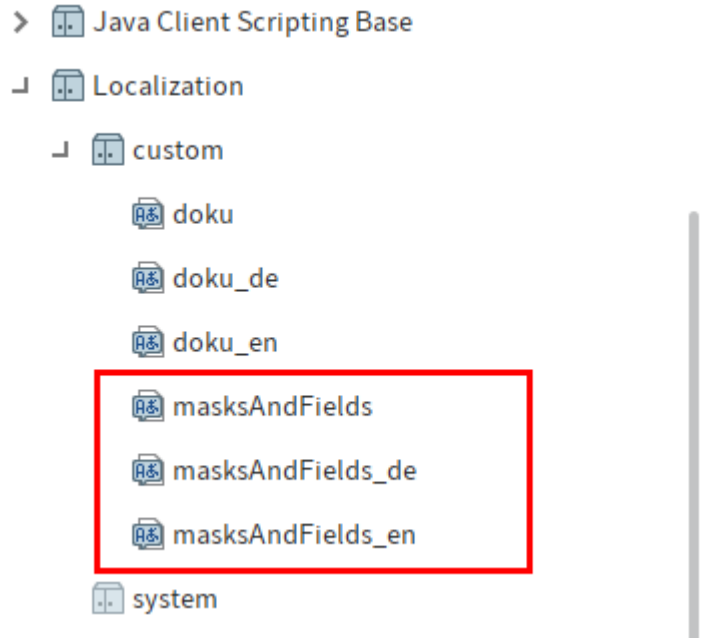 Java Client Scripting Base
Localization
custom
doku
doku_de
doku_en
masksAndFields
masksAndFields_de
masksAndFields_en
system